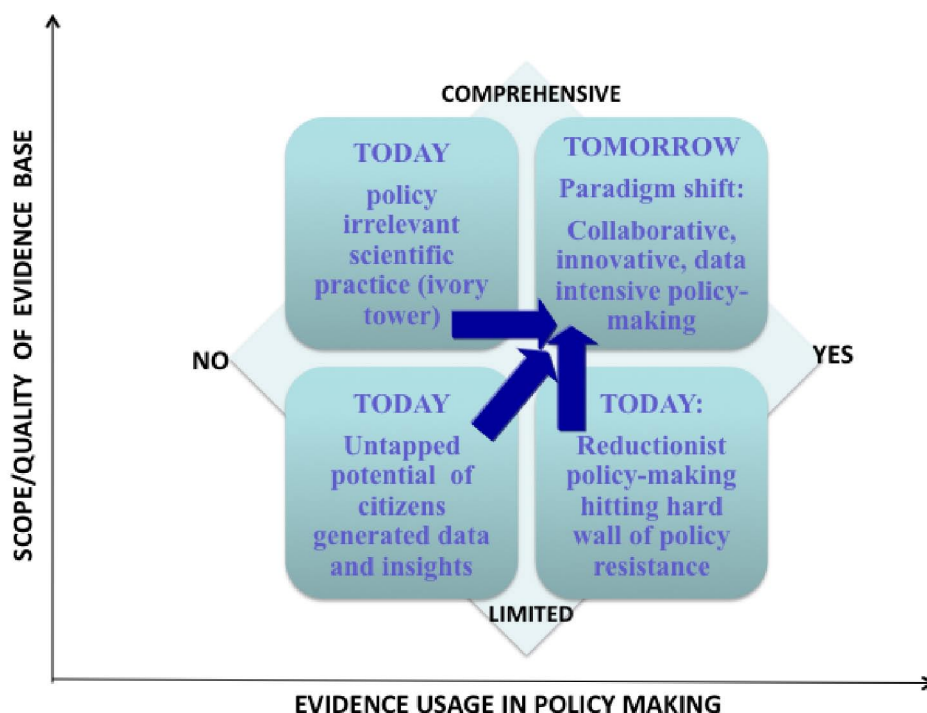 COMPREHENSIVE
TODAY
policy
irrelevant
scientific
practice (ivory
tower)
TOMORROW
Paradigm shift:
Collaborative,
innovative, data
intensive policy-
making
NO
YES
TODAY
Untapped
potential of
citizens
generated data
and insights
TODAY:
Reductionist
policy-making
hitting hard
wall of policy
resistance
LIMITED
SCOPE/QUALITY OF EVIDENCE BASE
EVIDENCE USAGE IN POLICY MAKING